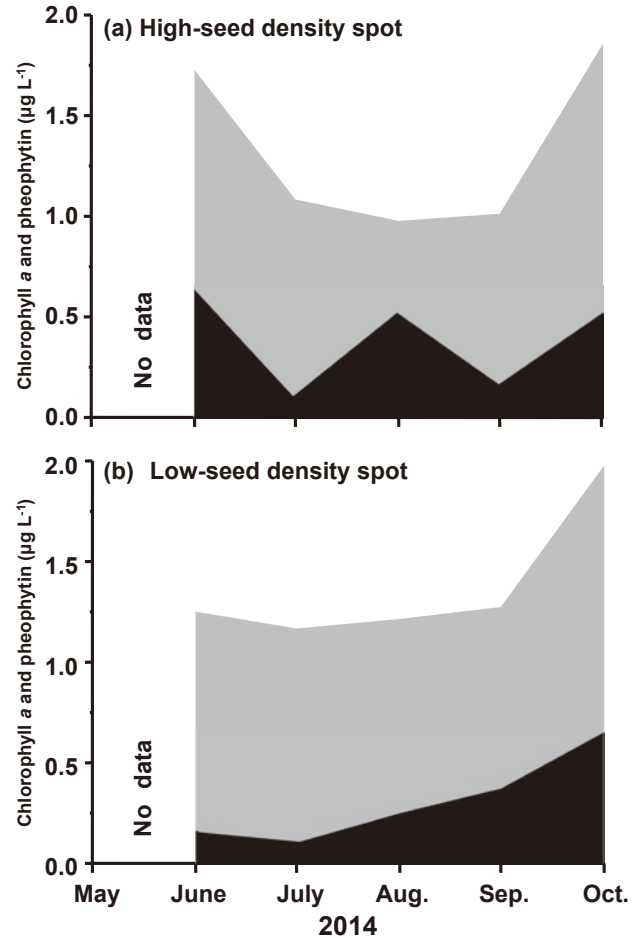 (a) High-seed density spot
Chlorophyll a and pheophytin (µg L-1)
2.0
1.5
1.0
0.5
0.0
No data
(b) Low-seed density spot
Chlorophyll a and pheophytin (µg L-1)
2.0
1.5
1.0
0.5
0.0
No data
May June July Aug. Sep. Oct.
2014